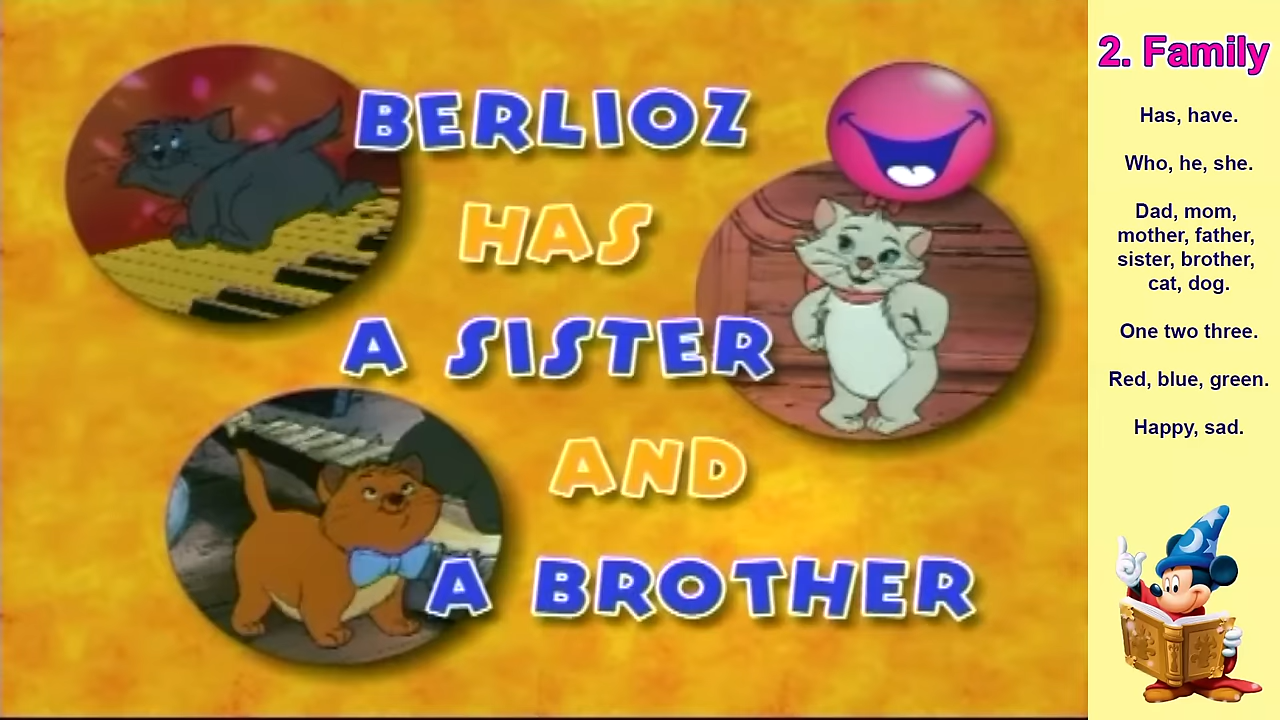 BERLIOZ
HAS
A SISTER
AND
A BROTHER
2. Family
Has, have.
Who, he, she.
Dad, mom,
mother, father,
sister, brother,
cat, dog.
One two three.
Red, blue, green.
Happy, sad.